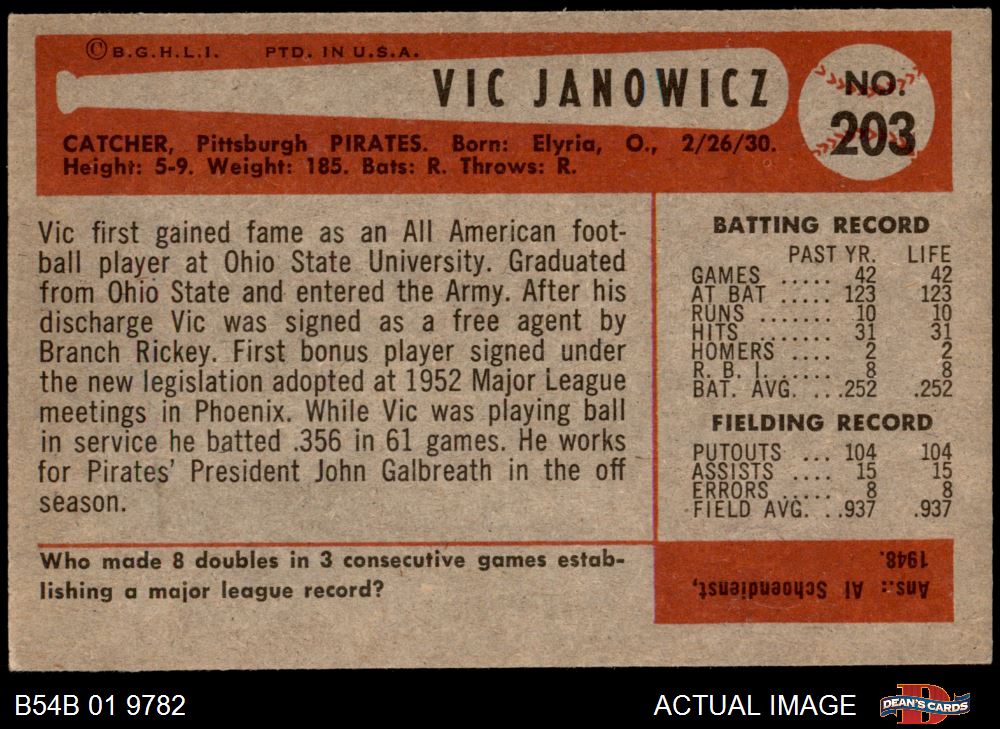 ©B.G.H.L.I. PTD. IN U.S.A.
VIC JANOWICZ
NO.
203
CATCHER, Pittsburgh PIRATES. Born: Elyria, O., 2/26/30.
Height: 5-9. Weight: 185. Bats: R. Throws: R.
Vic first gained fame as an All American foot-
ball player at Ohio State University. Graduated
from Ohio State and entered the Army. After his
discharge Vic was signed as a free agent by
Branch Rickey. First bonus player signed under
the new legislation adopted at 1952 Major League
meetings in Phoenix. While Vic was playing ball
in service he batted .356 in 61 games. He works
for Pirates' President John Galbreath in the off
season.
BATTING RECORD
PAST YR. LIFE
GAMES ..... 42 42
AT BAT ..... 123 123
RUNS ....... 10 10
HITS ....... 31 31
HOMERS .... 2 2
R. B. I. ...... 8 8
BAT. AVG. ...252 .252
FIELDING RECORD
PUTOUTS ... 104 104
ASSISTS .... 15 15
ERRORS ..... 8 8
FIELD AVG. ..937 .937
Who made 8 doubles in 3 consecutive games estab-
lishing a major league record?
Ans.: Al Schoendienst,
1948.
B54B 01 9782
ACTUAL IMAGE
DEAN'S CARDS